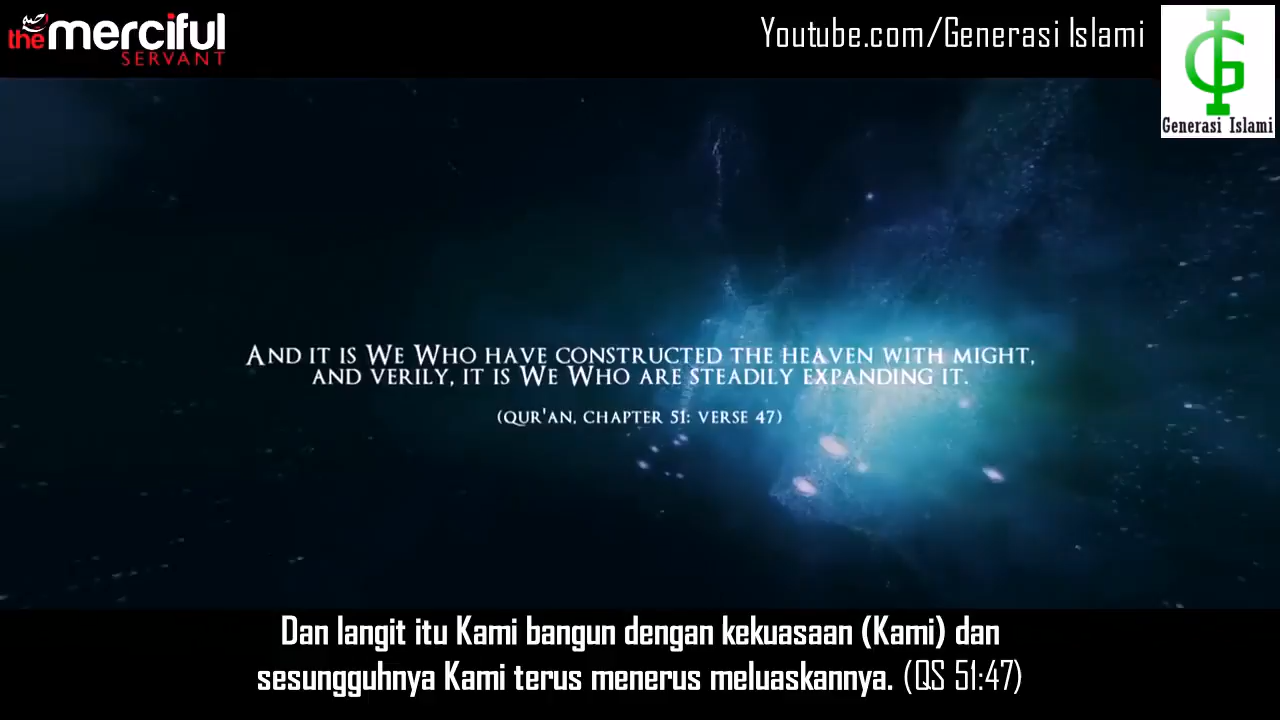 the merciful
SERVANT
Youtube.com/Generasi Islami
GI
Generasi Islami
AND IT IS WE WHO HAVE CONSTRUCTED THE HEAVEN WITH MIGHT,
AND VERILY, IT IS WE WHO ARE STEADILY EXPANDING IT.
(QUR'AN, CHAPTER 51: VERSE 47)
Dan langit itu Kami bangun dengan kekuasaan (Kami) dan
sesungguhnya Kami terus menerus meluaskannya. (QS 51:47)